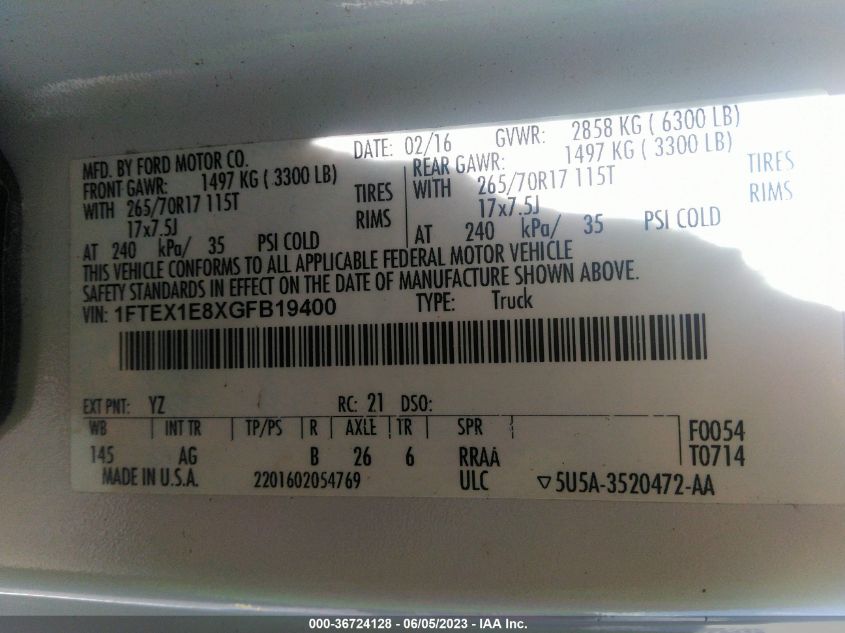 MFD. BY FORD MOTOR CO.
DATE: 02/16 GVWR: 2858 KG ( 6300 LB)
FRONT GAWR: 1497 KG ( 3300 LB) REAR GAWR: 1497 KG ( 3300 LB)
WITH 265/70R17 115T TIRES WITH 265/70R17 115T TIRES
17x7.5J RIMS 17x7.5J RIMS
AT 240 kPa/ 35 PSI COLD AT 240 kPa/ 35 PSI COLD
THIS VEHICLE CONFORMS TO ALL APPLICABLE FEDERAL MOTOR VEHICLE
SAFETY STANDARDS IN EFFECT ON THE DATE OF MANUFACTURE SHOWN ABOVE.
VIN: 1FTEX1E8XGFB19400 TYPE: Truck
EXT PNT: YZ RC: 21 DSO:
WB INT TR TP/PS R AXLE TR SPR F0054
145 AG B 26 6 RRAA T0714
MADE IN U.S.A. 2201602054769 ULC ▽5U5A-3520472-AA
000-36724128 - 06/05/2023 - IAA Inc.